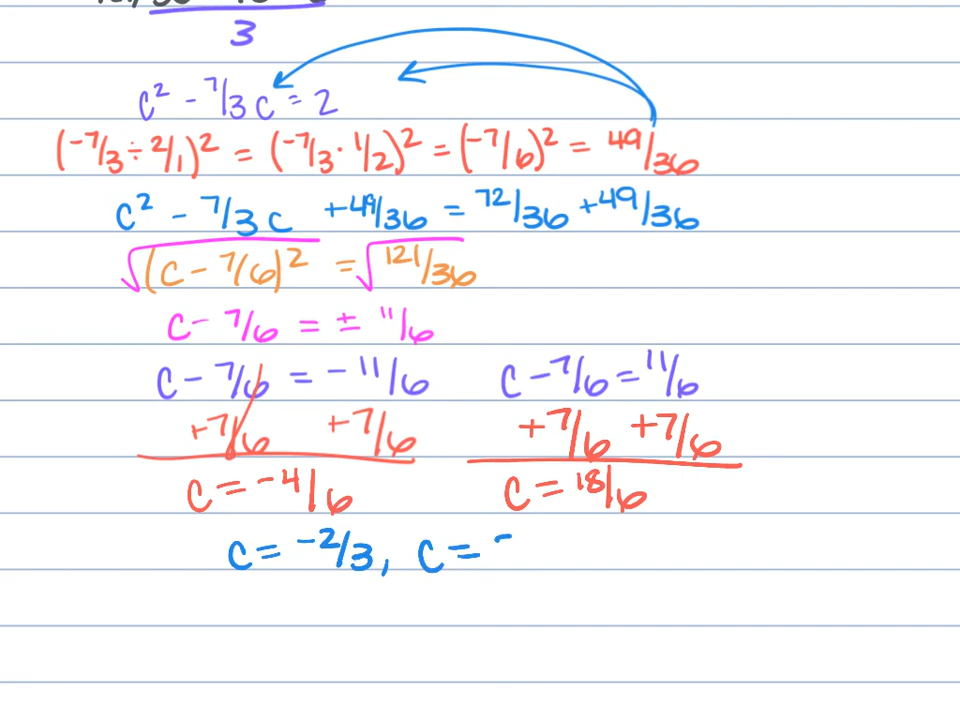 3
c² - 7/3 c = 2
(-7/3 ÷ 2/1)² = (-7/3 · 1/2)² = (-7/6)² = 49/36
c² - 7/3 c + 49/36 = 72/36 + 49/36
√(c - 7/6)² = √121/36
c - 7/6 = ± 11/6
c - 7/6 = -11/6 c - 7/6 = 11/6
+7/6 +7/6 +7/6 +7/6
c = -4/6 c = 18/6
c = -2/3, c =